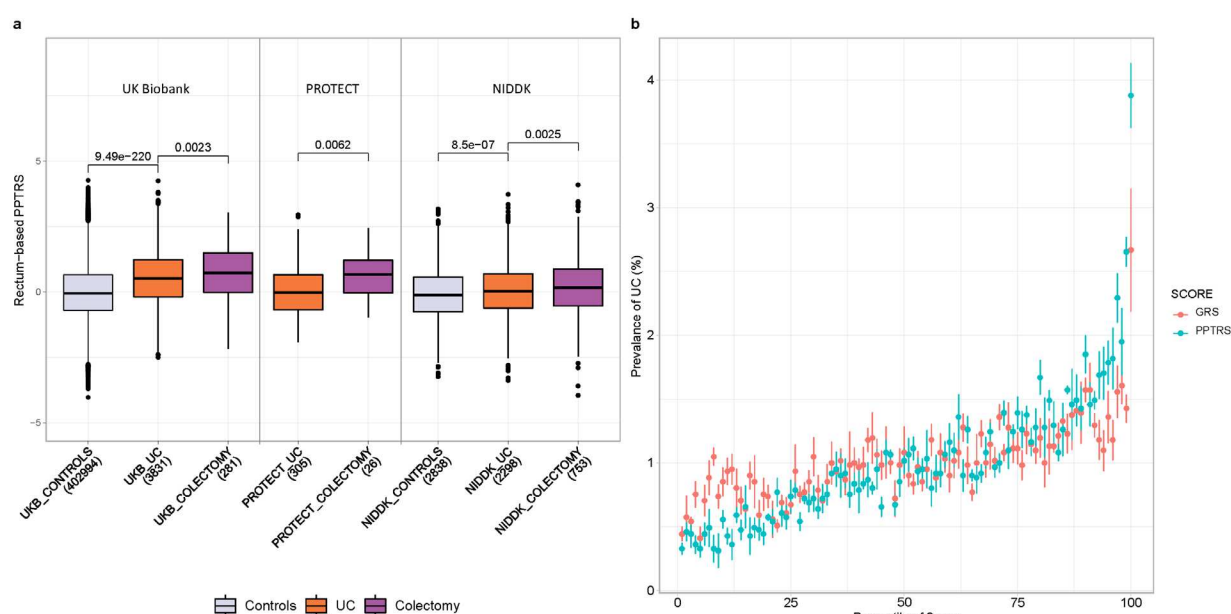 a
UK Biobank
PROTECT
NIDDK
9.49e−220
0.0023
0.0062
8.5e−07
0.0025
Rectum−based PPTRS
5
0
−5
UKB_CONTROLS
(402994)
UKB_UC
(3831)
UKB_COLECTOMY
(281)
PROTECT_UC
(305)
PROTECT_COLECTOMY
(26)
NIDDK_CONTROLS
(2838)
NIDDK_UC
(2298)
NIDDK_COLECTOMY
(753)
Controls
UC
Colectomy
b
Prevalance of UC (%)
4
3
2
1
0
0
25
50
75
100
SCORE
GRS
PPTRS